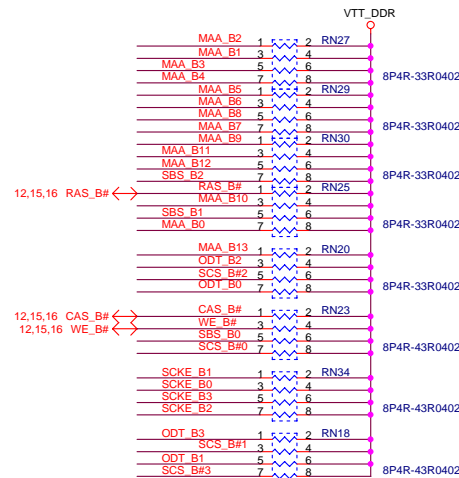 VTT_DDR
MAA_B2 1 2 RN27
MAA_B1 3 4
MAA_B3 5 6
MAA_B4 7 8 8P4R-33R0402
MAA_B5 1 2 RN29
MAA_B6 3 4
MAA_B8 5 6
MAA_B7 7 8 8P4R-33R0402
MAA_B9 1 2 RN30
MAA_B11 3 4
MAA_B12 5 6
SBS_B2 7 8 8P4R-33R0402
12,15,16 RAS_B# RAS_B# 1 2 RN25
MAA_B10 3 4
SBS_B1 5 6
MAA_B0 7 8 8P4R-33R0402
MAA_B13 1 2 RN20
ODT_B2 3 4
SCS_B#2 5 6
ODT_B0 7 8 8P4R-33R0402
12,15,16 CAS_B# CAS_B# 1 2 RN23
12,15,16 WE_B# WE_B# 3 4
SBS_B0 5 6
SCS_B#0 7 8 8P4R-43R0402
SCKE_B1 1 2 RN34
SCKE_B0 3 4
SCKE_B3 5 6
SCKE_B2 7 8 8P4R-43R0402
ODT_B3 1 2 RN18
SCS_B#1 3 4
ODT_B1 5 6
SCS_B#3 7 8 8P4R-43R0402